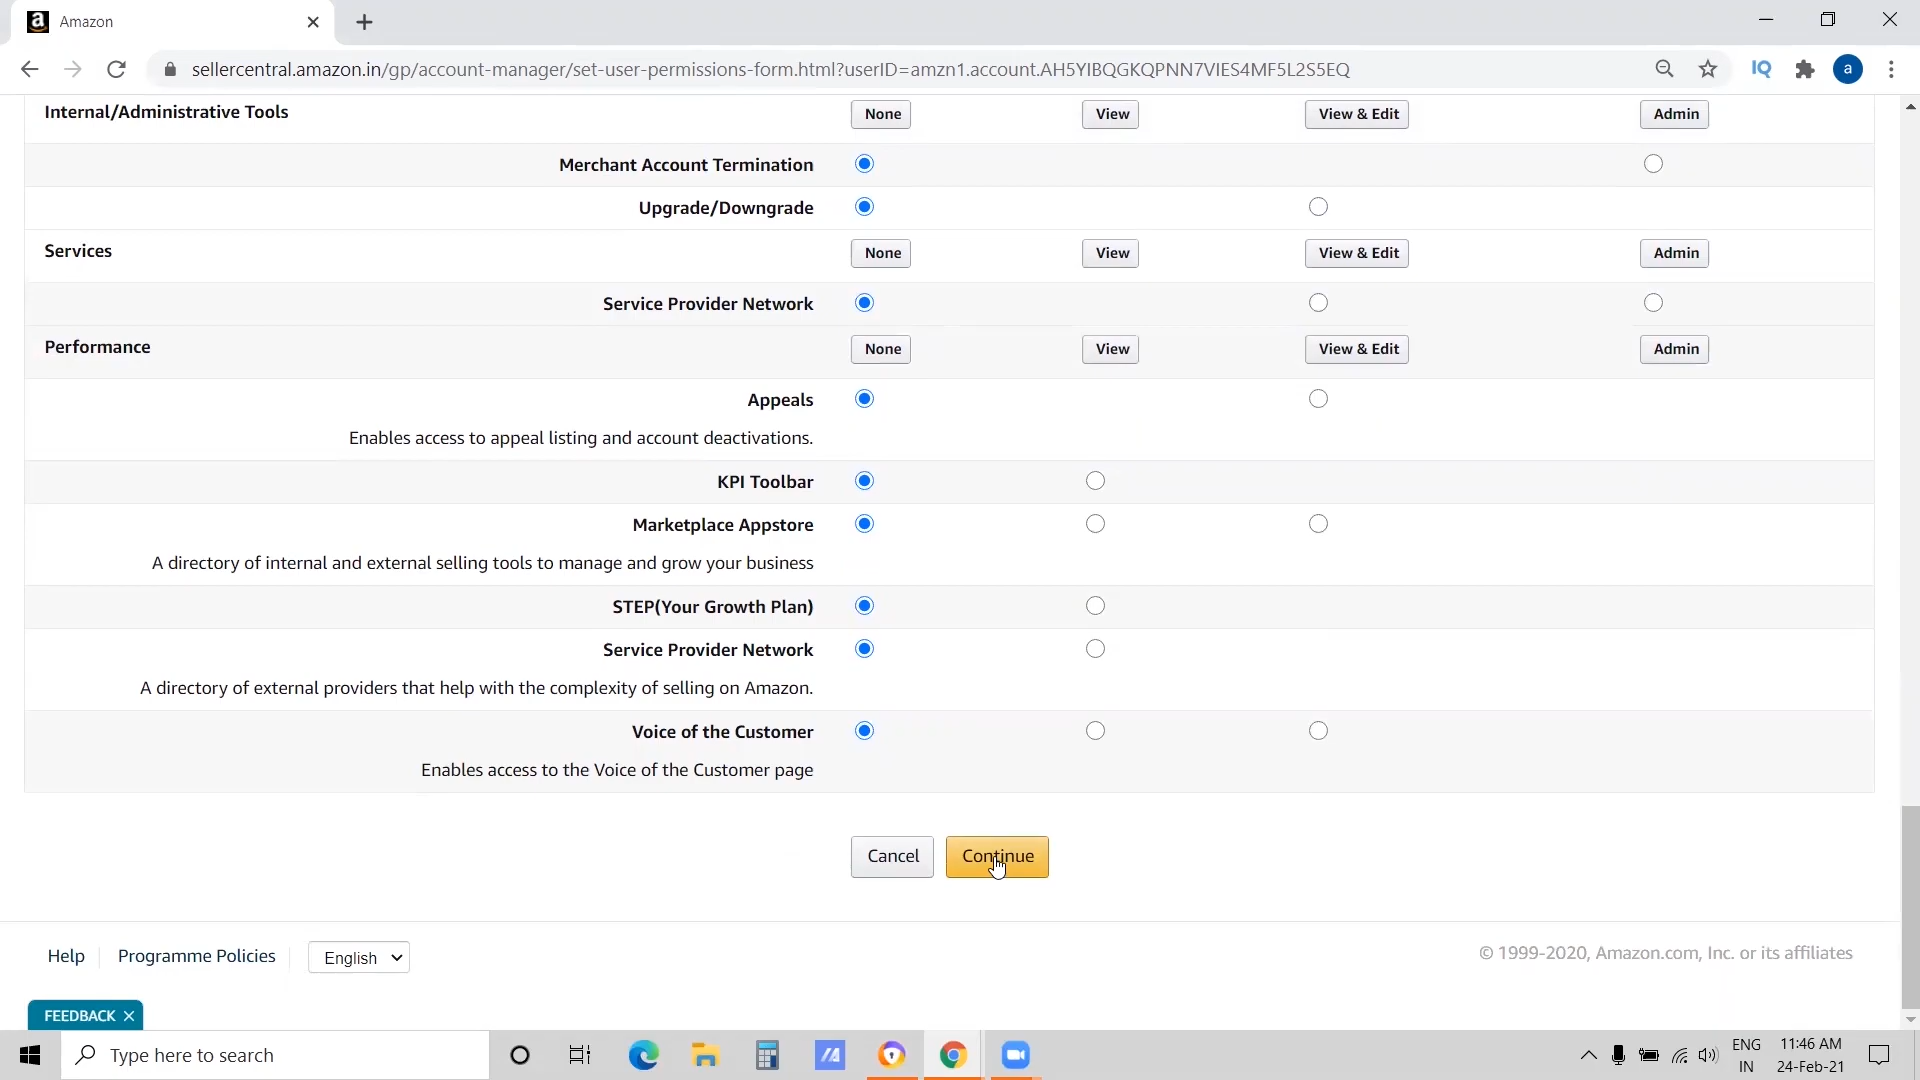 Amazon
sellercentral.amazon.in/gp/account-manager/set-user-permissions-form.html?userID=amzn1.account.AH5YIBQGKQPNN7VIES4MF5L2S5EQ
IQ
a
Internal/Administrative Tools None View View & Edit Admin
Merchant Account Termination
Upgrade/Downgrade
Services None View View & Edit Admin
Service Provider Network
Performance None View View & Edit Admin
Appeals
Enables access to appeal listing and account deactivations.
KPI Toolbar
Marketplace Appstore
A directory of internal and external selling tools to manage and grow your business
STEP(Your Growth Plan)
Service Provider Network
A directory of external providers that help with the complexity of selling on Amazon.
Voice of the Customer
Enables access to the Voice of the Customer page
Cancel Continue
Help Programme Policies English © 1999-2020, Amazon.com, Inc. or its affiliates
FEEDBACK
Type here to search
ENG 11:46 AM
IN 24-Feb-21